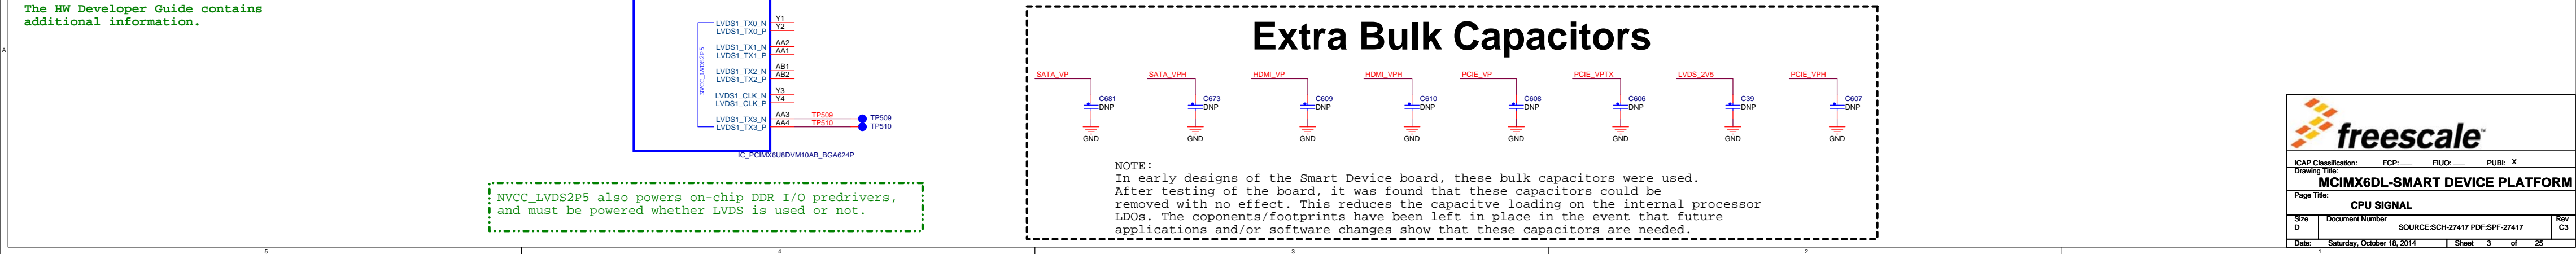 The HW Developer Guide contains
additional information.
A
LVDS1_TX0_N Y1
LVDS1_TX0_P Y2
LVDS1_TX1_N AA2
LVDS1_TX1_P AA1
LVDS1_TX2_N AB1
LVDS1_TX2_P AB2
LVDS1_CLK_N Y3
LVDS1_CLK_P Y4
LVDS1_TX3_N AA3 TP509 TP509
LVDS1_TX3_P AA4 TP510 TP510
NVCC_LVDS2P5
IC_PCIMX6U8DVM10AB_BGA624P
NVCC_LVDS2P5 also powers on-chip DDR I/O predrivers,
and must be powered whether LVDS is used or not.
Extra Bulk Capacitors
SATA_VP SATA_VPH HDMI_VP HDMI_VPH PCIE_VP PCIE_VPTX LVDS_2V5 PCIE_VPH
C681 C673 C609 C610 C608 C606 C39 C607
DNP DNP DNP DNP DNP DNP DNP DNP
GND GND GND GND GND GND GND GND
NOTE:
In early designs of the Smart Device board, these bulk capacitors were used.
After testing of the board, it was found that these capacitors could be
removed with no effect. This reduces the capacitve loading on the internal processor
LDOs. The coponents/footprints have been left in place in the event that future
applications and/or software changes show that these capacitors are needed.
freescale™
ICAP Classification: FCP: ___ FIUO: ___ PUBI: X
Drawing Title:
MCIMX6DL-SMART DEVICE PLATFORM
Page Title:
CPU SIGNAL
Size Document Number Rev
D SOURCE:SCH-27417 PDF:SPF-27417 C3
Date: Saturday, October 18, 2014 Sheet 3 of 25
5 4 3 2 1